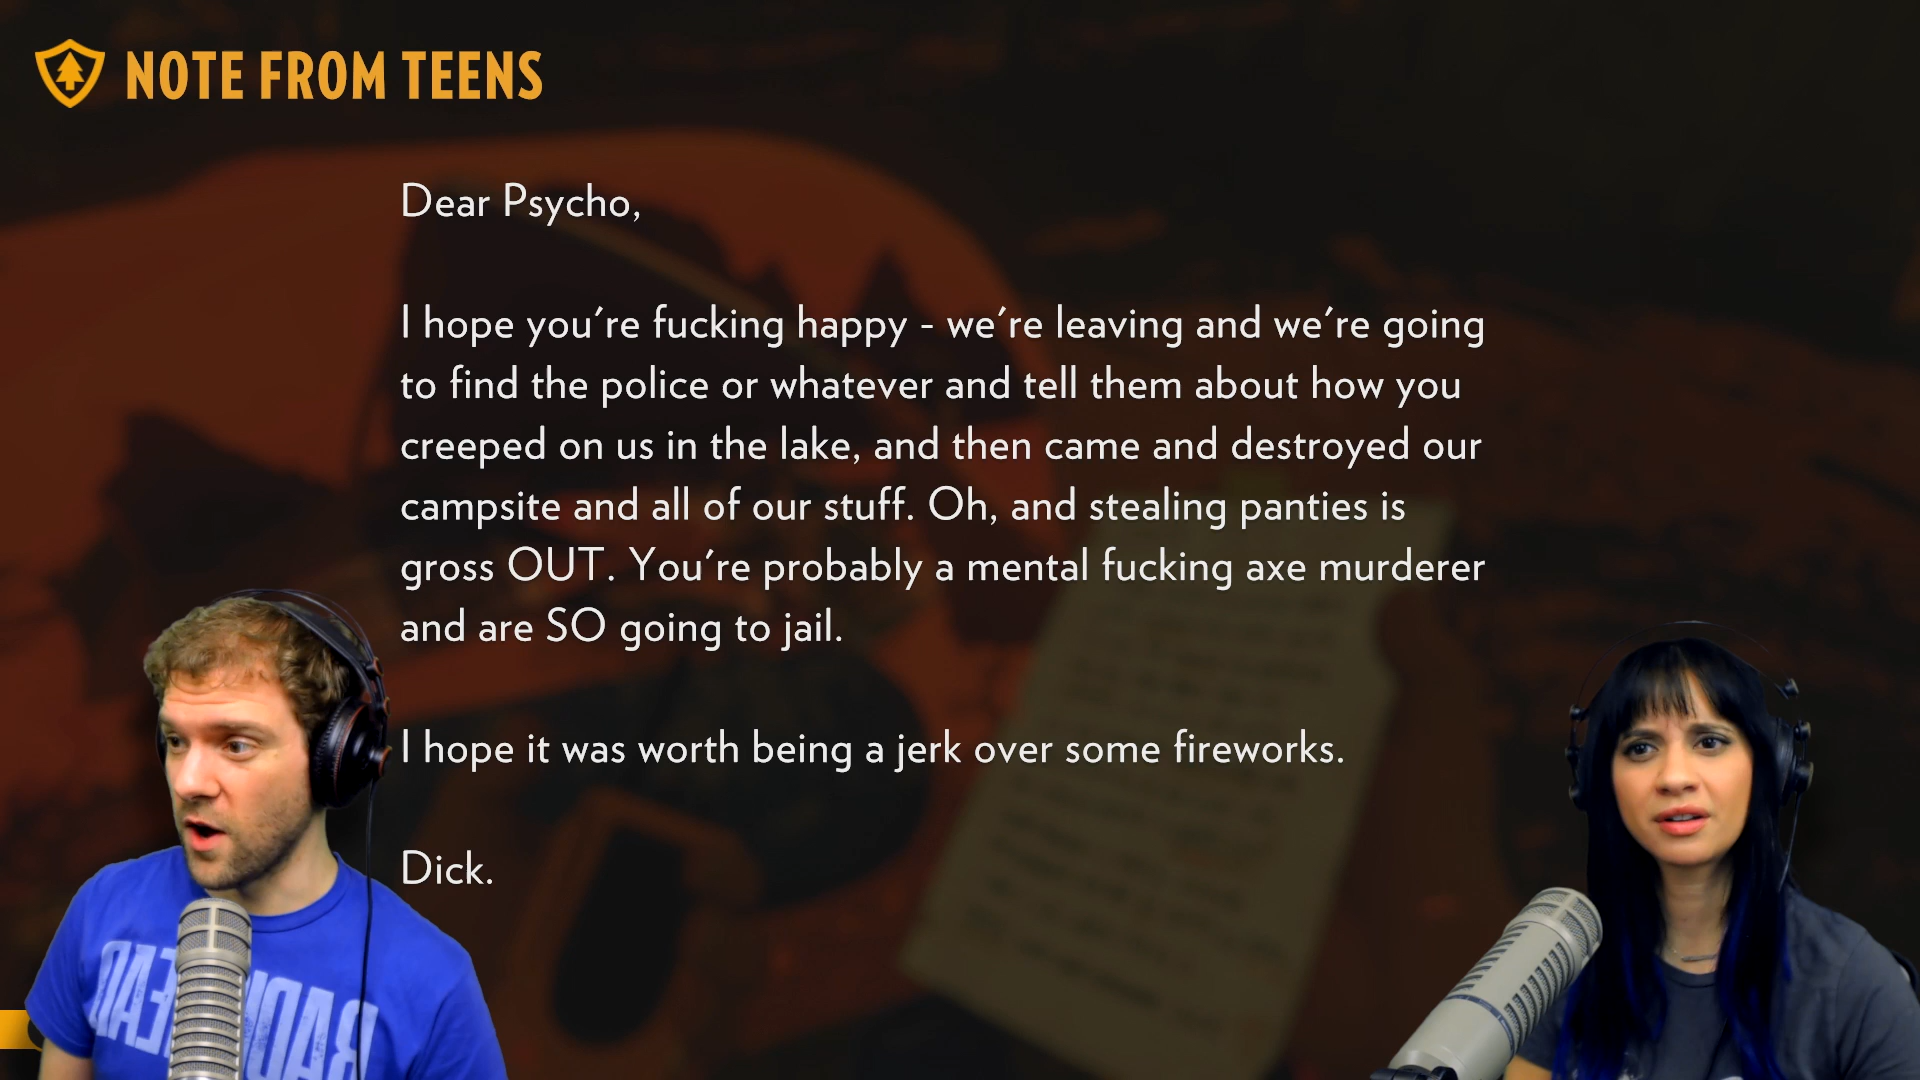 NOTE FROM TEENS
Dear Psycho,
I hope you're fucking happy - we're leaving and we're going
to find the police or whatever and tell them about how you
creeped on us in the lake, and then came and destroyed our
campsite and all of our stuff. Oh, and stealing panties is
gross OUT. You're probably a mental fucking axe murderer
and are SO going to jail.
I hope it was worth being a jerk over some fireworks.
Dick.